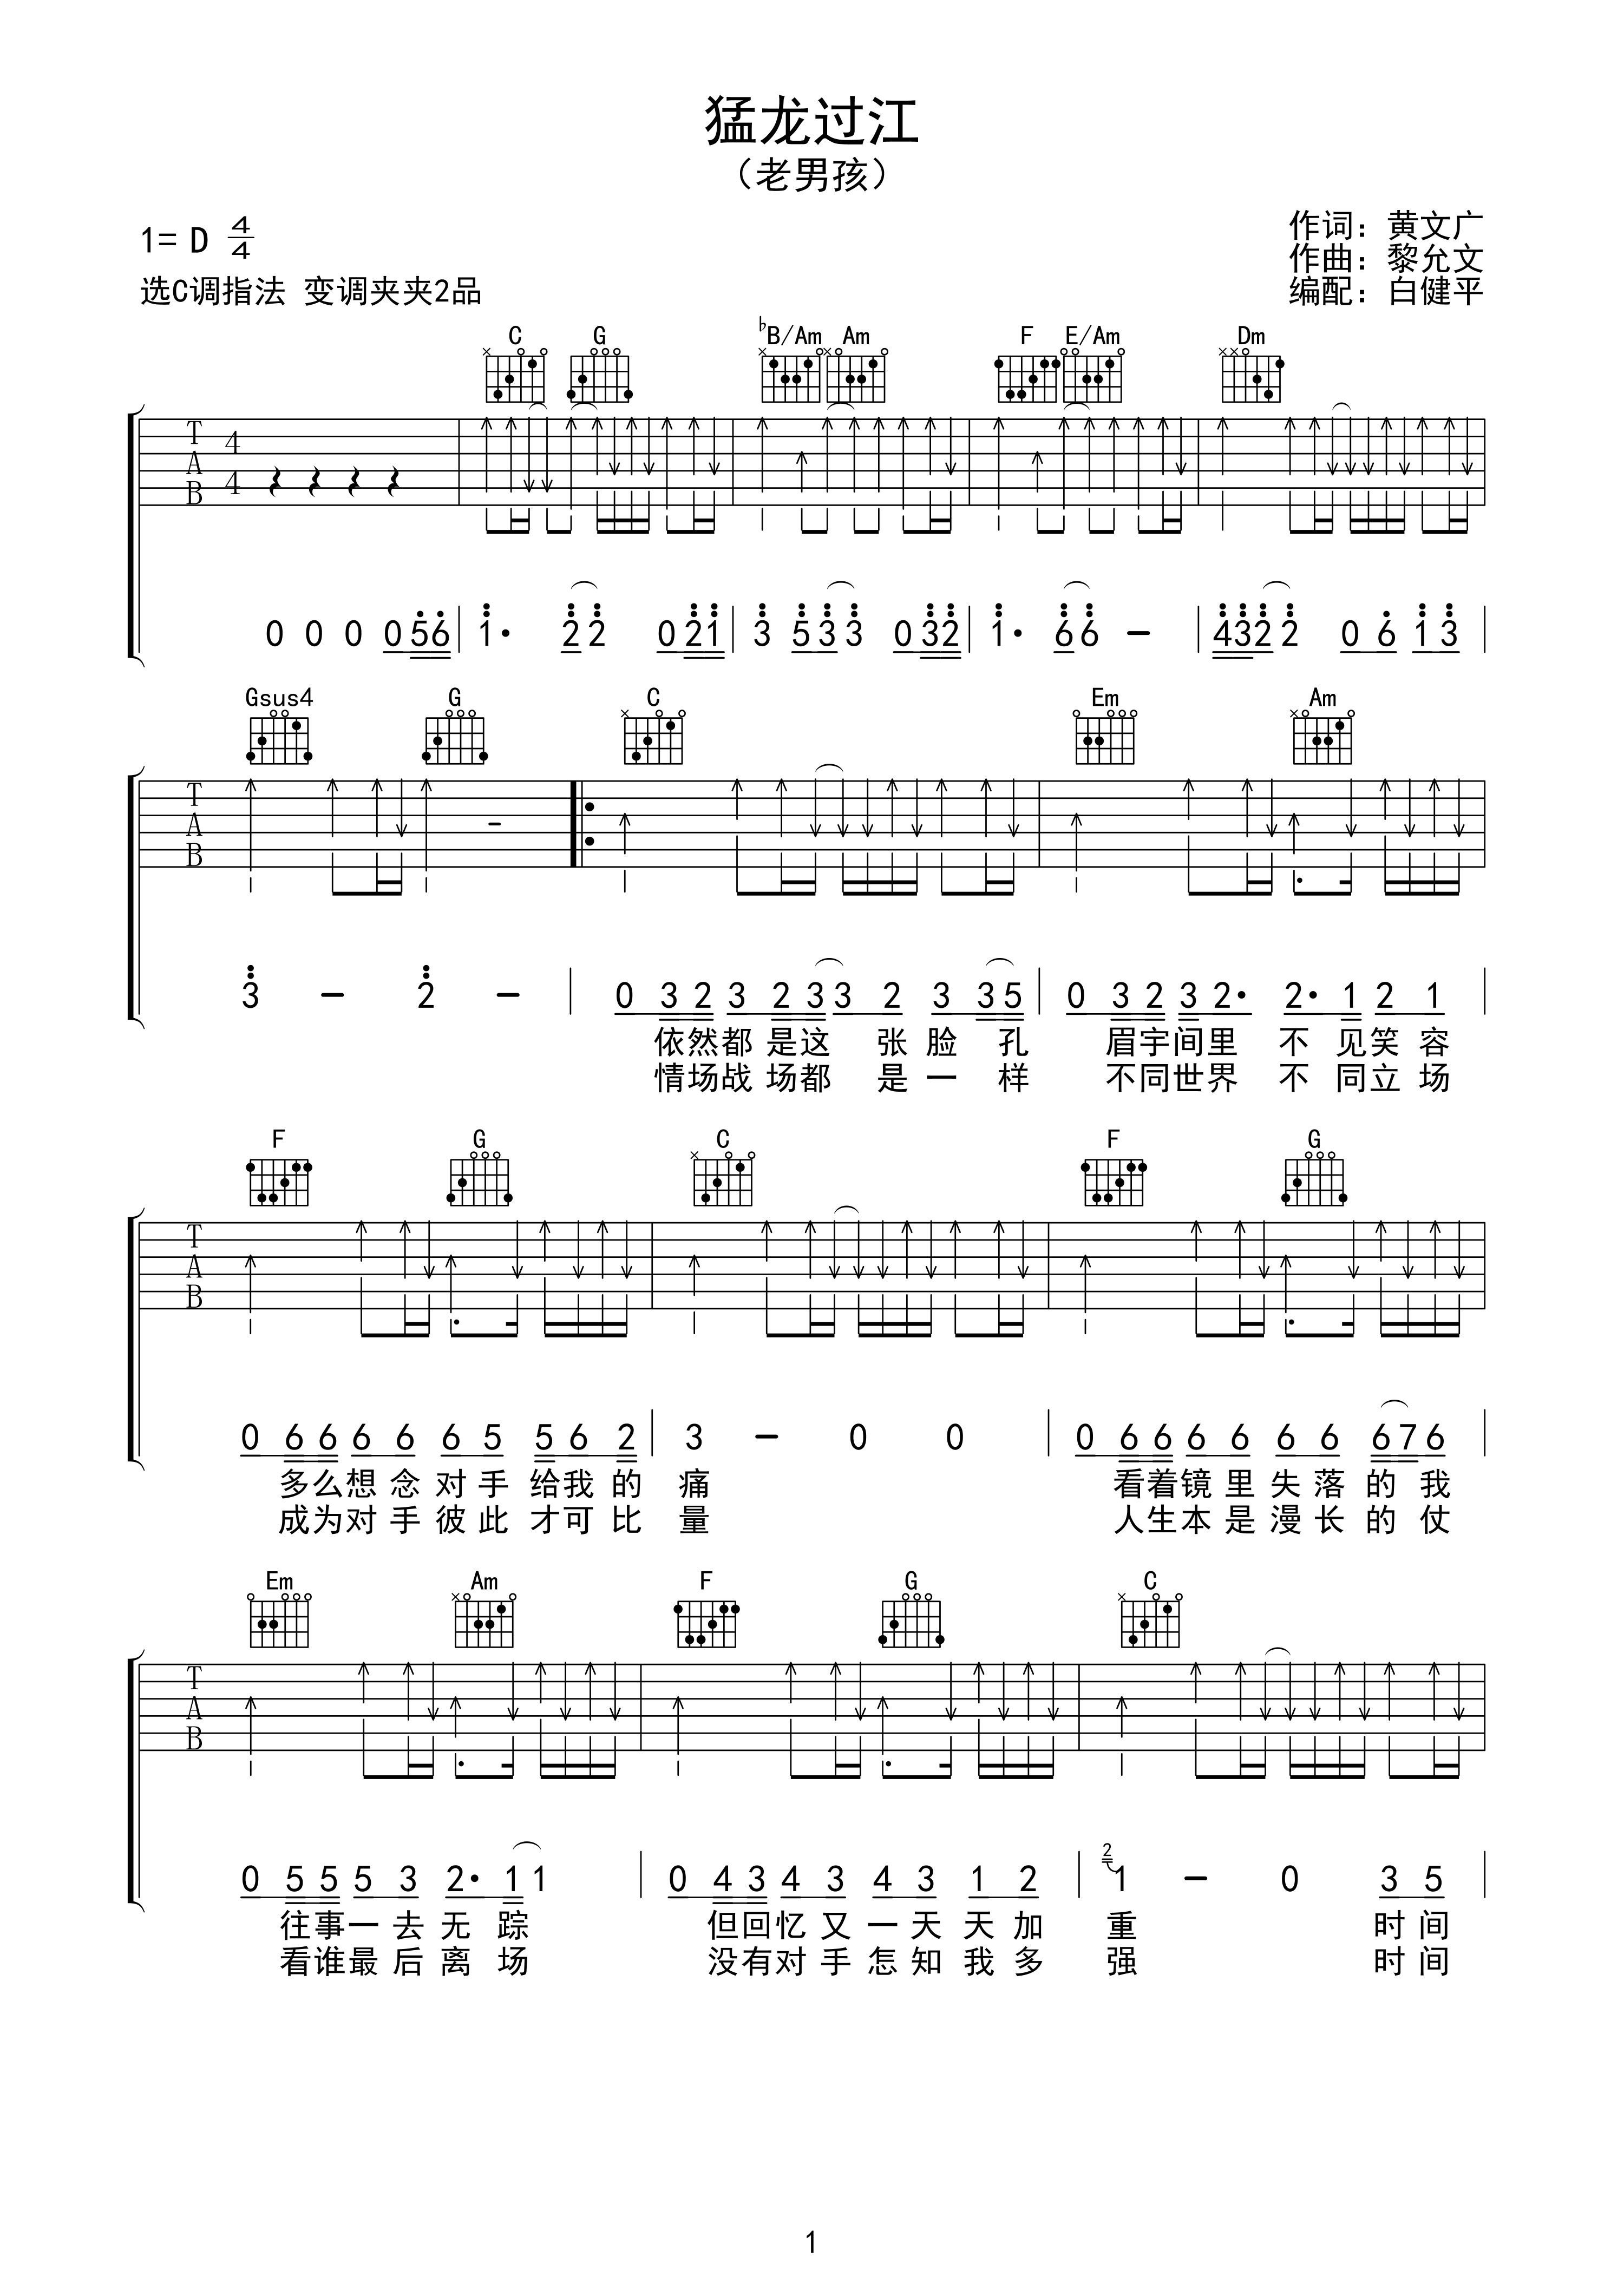 猛龙过江
（老男孩）
1= D 4/4
作词：黄文广
作曲：黎允文
选C调指法 变调夹夹2品
编配：白健平
C G ♭B/Am Am F E/Am Dm
T A B 4 4
0 0 0 0 5 6 | 1· 2 2 0 2 1 | 3 5 3 3 0 3 2 | 1· 6 6 - | 4 3 2 2 0 6 1 3 |
Gsus4 G C Em Am
T A B
3 - 2 - | 0 3 2 3 2 3 3 2 3 3 5 | 0 3 2 3 2· 2· 1 2 1 |
依然都是这张脸孔 眉宇间里不见笑容
情场战场都是一样 不同世界不同立场
F G C F G
T A B
0 6 6 6 6 6 5 5 6 2 | 3 - 0 0 | 0 6 6 6 6 6 6 6 7 6 |
多么想念对手给我的痛 看着镜里失落的我
成为对手彼此才可比量 人生本是漫长的仗
Em Am F G C
T A B
0 5 5 5 3 2· 1 1 | 0 4 3 4 3 4 3 1 2 | 2 1 - 0 3 5 |
往事一去无踪 但回忆又一天天加重 时间
看谁最后离场 没有对手怎知我多强 时间
1